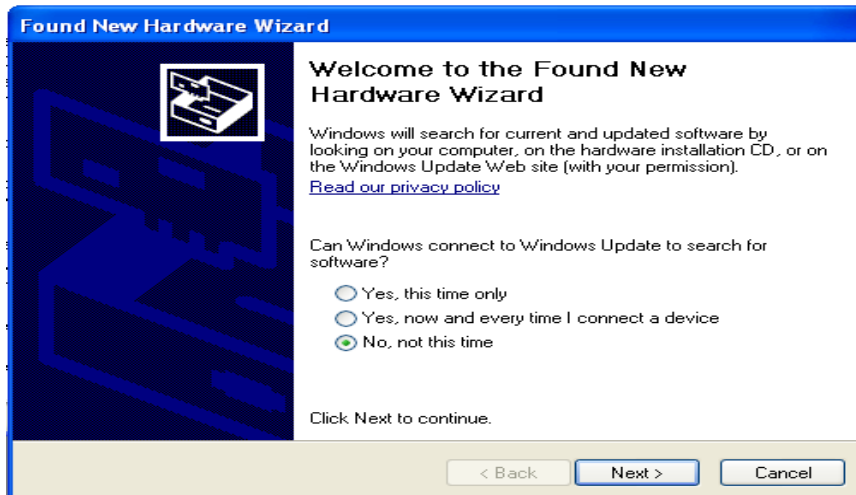 Found New Hardware Wizard
Welcome to the Found New
Hardware Wizard
Windows will search for current and updated software by
looking on your computer, on the hardware installation CD, or on
the Windows Update Web site (with your permission).
Read our privacy policy
Can Windows connect to Windows Update to search for
software?
Yes, this time only
Yes, now and every time I connect a device
No, not this time
Click Next to continue.
< Back
Next >
Cancel